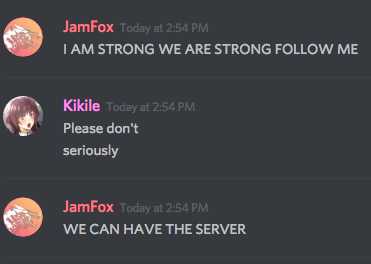 JamFox Today at 2:54 PM
I AM STRONG WE ARE STRONG FOLLOW ME
Kikile Today at 2:54 PM
Please don't
seriously
JamFox Today at 2:54 PM
WE CAN HAVE THE SERVER